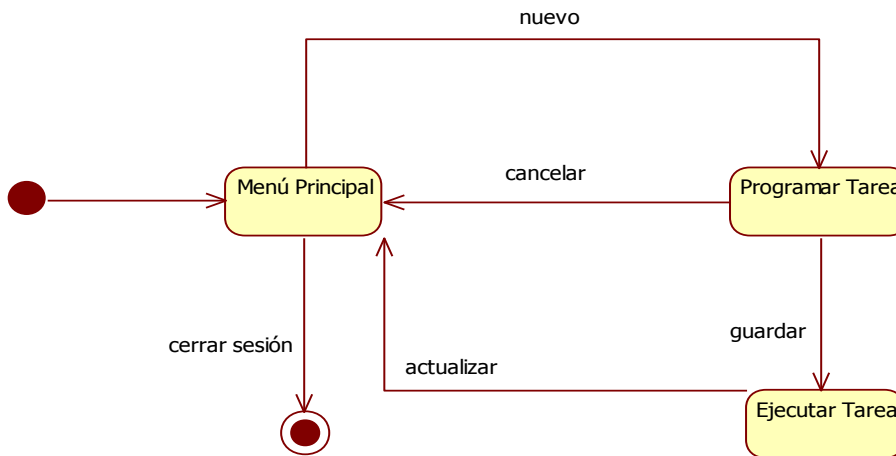 nuevo
cancelar
Menú Principal
Programar Tarea
guardar
cerrar sesión
actualizar
Ejecutar Tarea